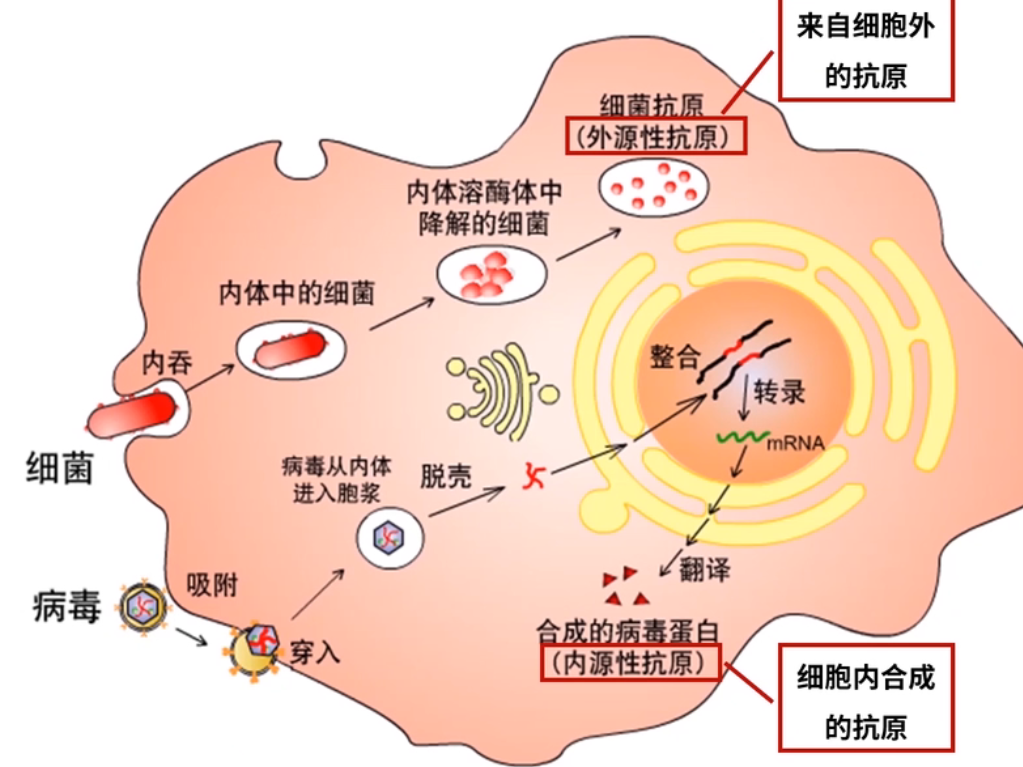 来自细胞外
的抗原
细菌抗原
（外源性抗原）
内体溶酶体中
降解的细菌
内体中的细菌
内吞
细菌
整合
转录
mRNA
病毒从内体
进入胞浆
脱壳
病毒
吸附
穿入
翻译
合成的病毒蛋白
（内源性抗原）
细胞内合成
的抗原